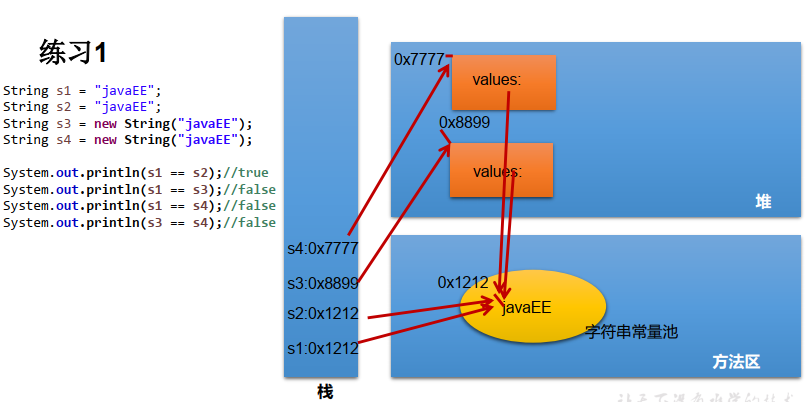 练习1
String s1 = "javaEE";
String s2 = "javaEE";
String s3 = new String("javaEE");
String s4 = new String("javaEE");
System.out.println(s1 == s2);//true
System.out.println(s1 == s3);//false
System.out.println(s1 == s4);//false
System.out.println(s3 == s4);//false
s4:0x7777
s3:0x8899
s2:0x1212
s1:0x1212
栈
0x7777
values:
0x8899
values:
堆
0x1212
javaEE
字符串常量池
方法区